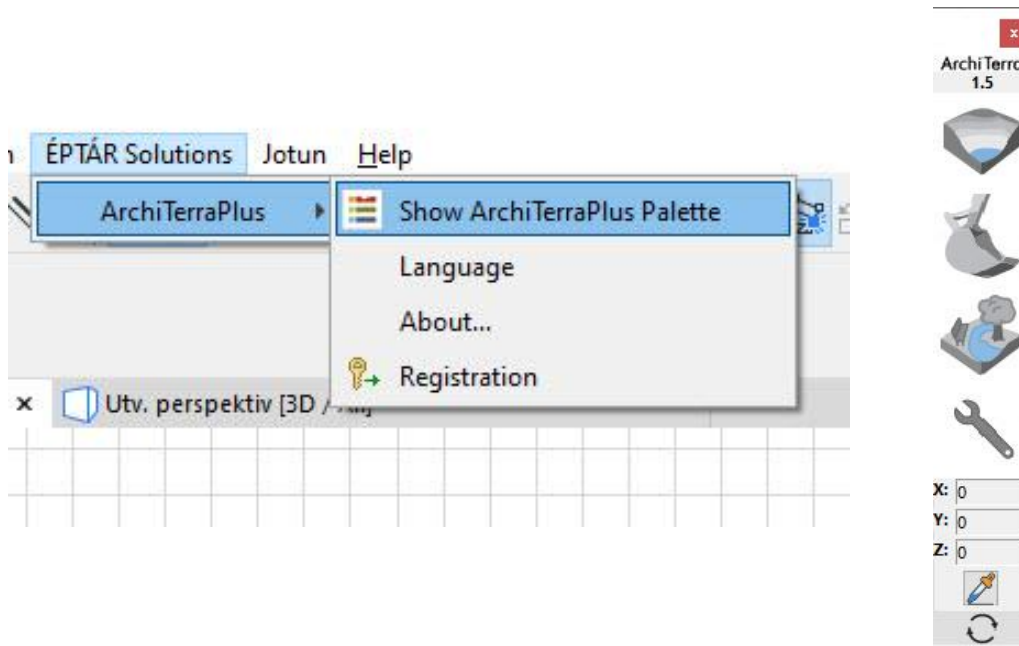 ÉPTÁR Solutions Jotun Help
ArchiTerraPlus
Show ArchiTerraPlus Palette
Language
About...
Registration
Utv. perspektiv [3D /
ArchiTerra
1.5
X: 0
Y: 0
Z: 0